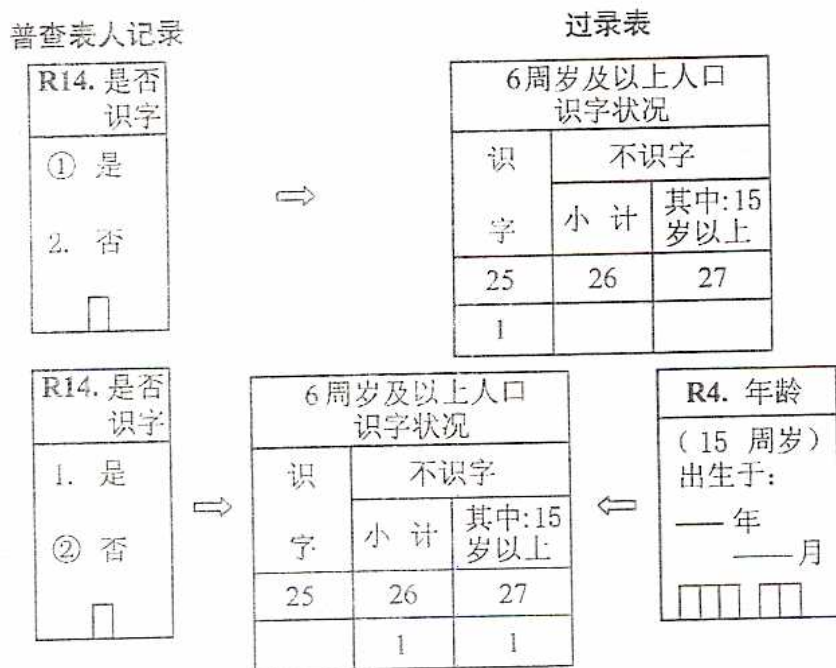 普查表人记录
过录表
R14. 是否
识字
① 是
2. 否
6周岁及以上人口
识字状况
识字 不识字
小 计 其中:15
岁以上
25 26 27
1
R14. 是否
识字
1. 是
② 否
6周岁及以上人口
识字状况
识字 不识字
小 计 其中:15
岁以上
25 26 27
1 1
R4. 年龄
(15 周岁)
出生于:
—— 年
—— 月